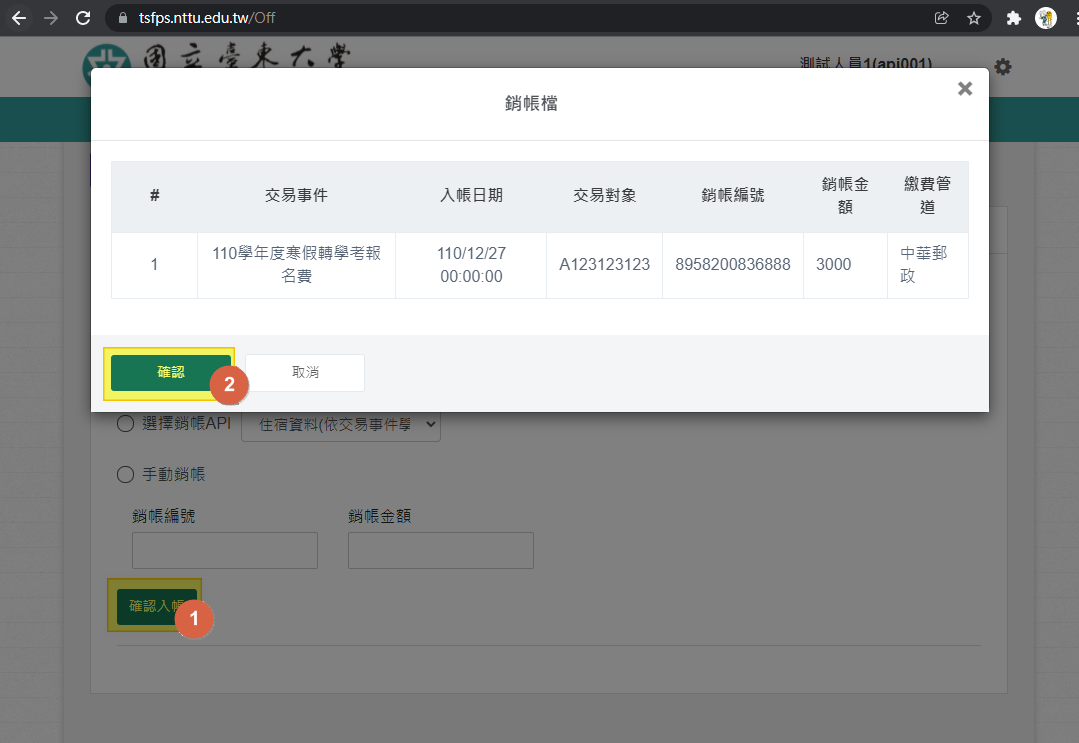 tsfps.nttu.edu.tw/Off
國立臺東大學
測試人員1(api001)
銷帳檔
# 交易事件 入帳日期 交易對象 銷帳編號 銷帳金額 繳費管道
1 110學年度寒假轉學考報名費 110/12/27 00:00:00 A123123123 8958200836888 3000 中華郵政
確認 2 取消
選擇銷帳API 住宿資料(依交易事件學
手動銷帳
銷帳編號 銷帳金額
確認入帳 1